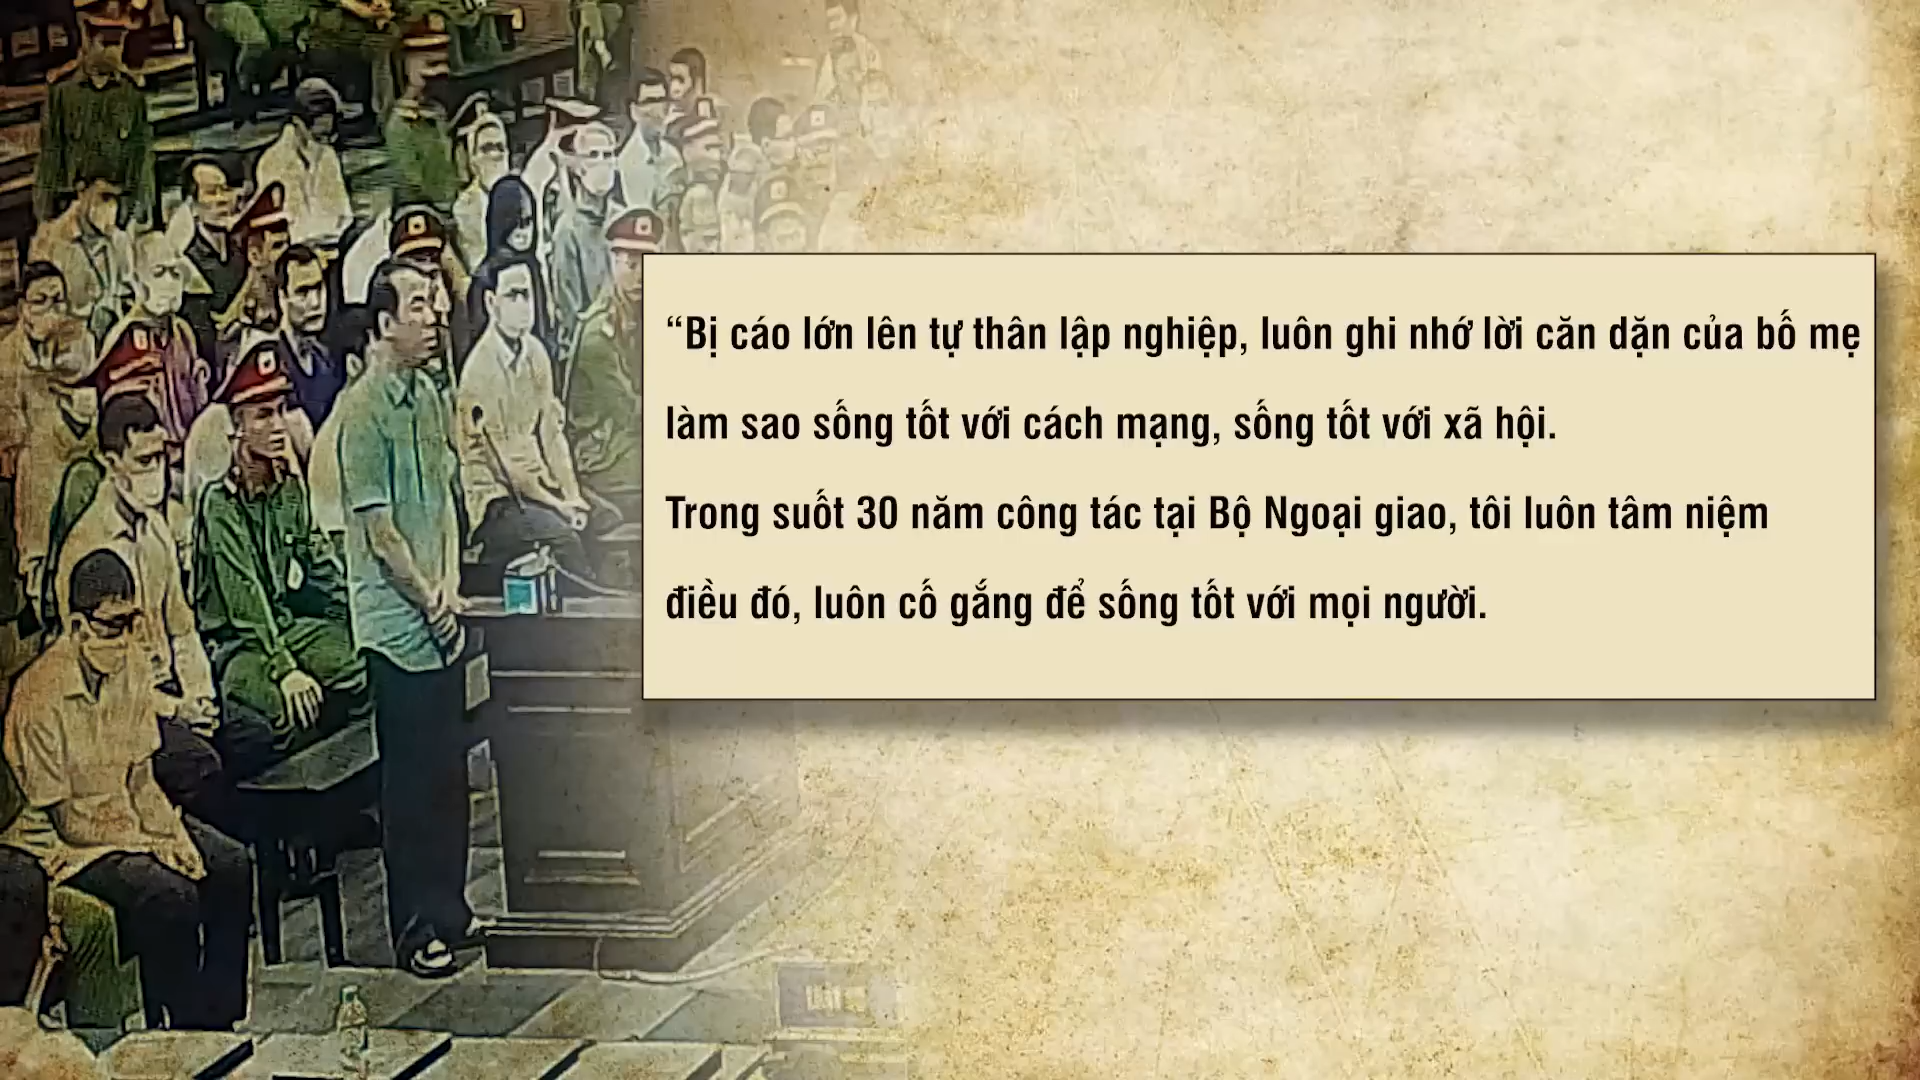 “Bị cáo lớn lên tự thân lập nghiệp, luôn ghi nhớ lời căn dặn của bố mẹ
làm sao sống tốt với cách mạng, sống tốt với xã hội.
Trong suốt 30 năm công tác tại Bộ Ngoại giao, tôi luôn tâm niệm
điều đó, luôn cố gắng để sống tốt với mọi người.